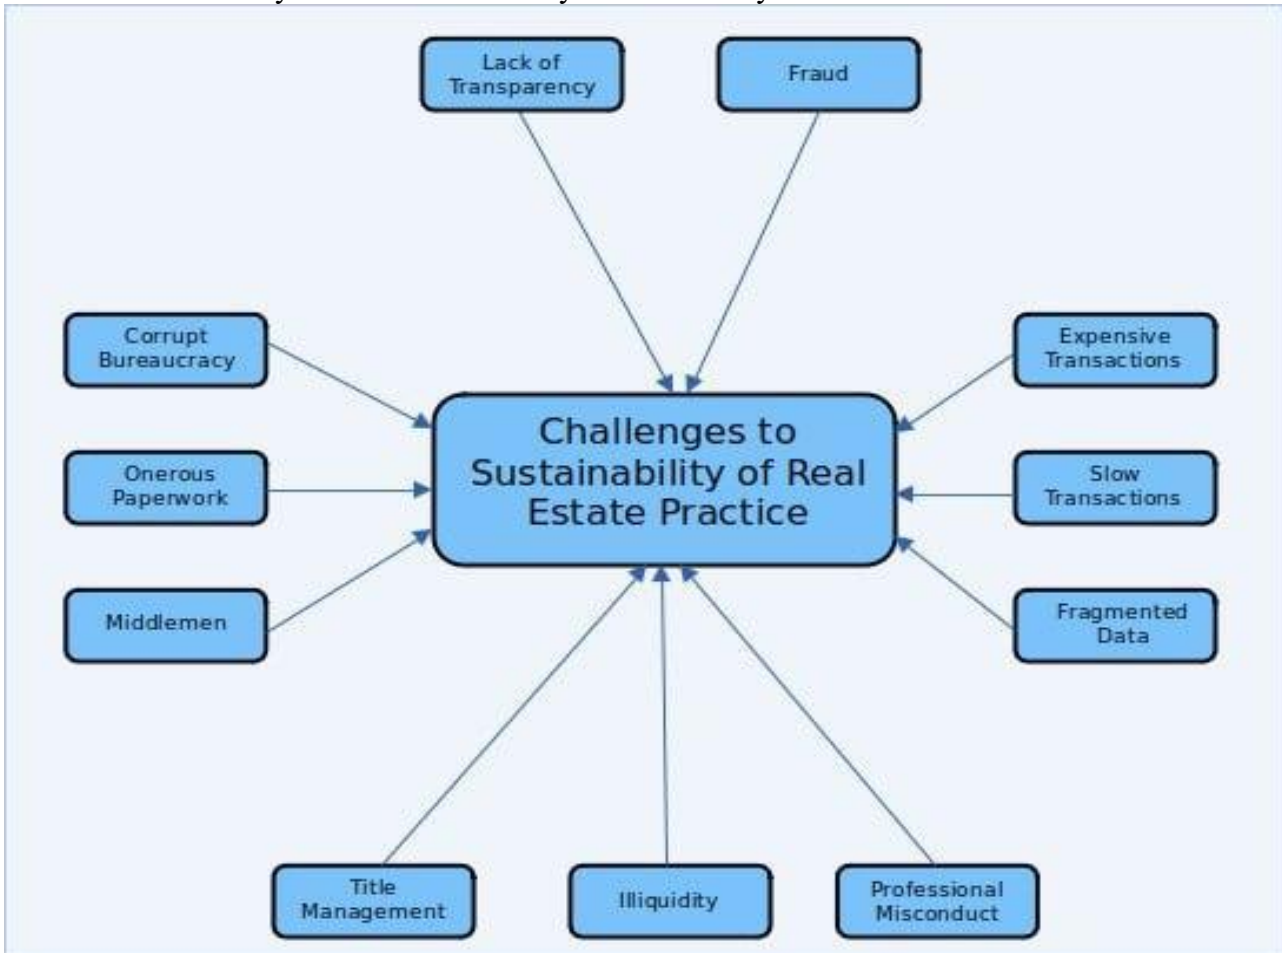 Lack of
Transparency
Fraud
Corrupt
Bureaucracy
Expensive
Transactions
Challenges to
Sustainability of Real
Estate Practice
Onerous
Paperwork
Slow
Transactions
Middlemen
Fragmented
Data
Title
Management
Illiquidity
Professional
Misconduct